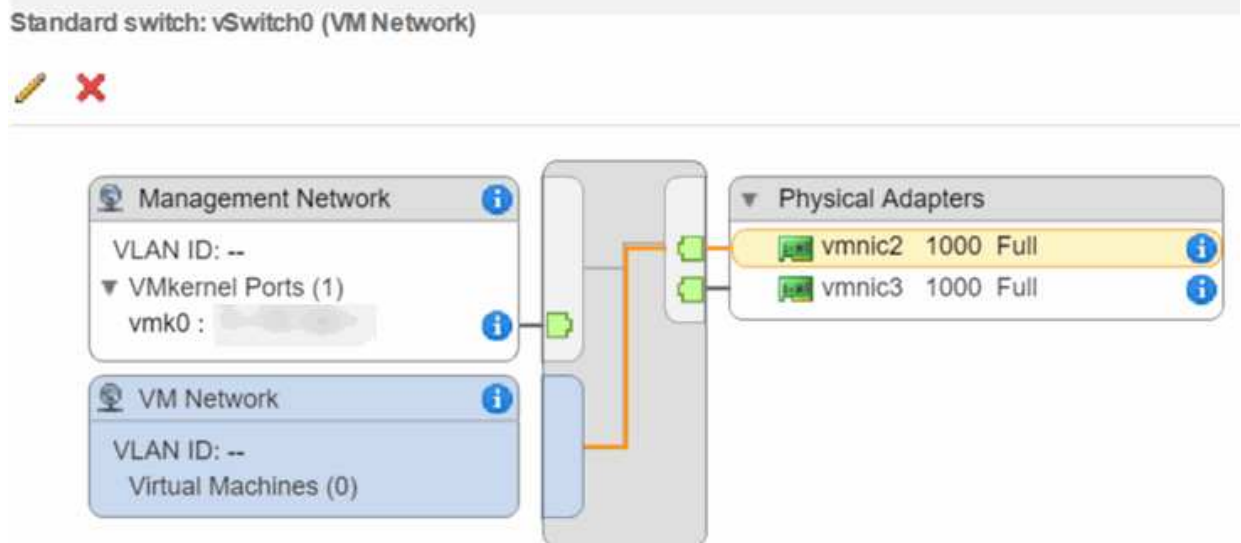 Standard switch: vSwitch0 (VM Network)
Management Network
VLAN ID: --
VMkernel Ports (1)
vmk0 :
VM Network
VLAN ID: --
Virtual Machines (0)
Physical Adapters
vmnic2 1000 Full
vmnic3 1000 Full